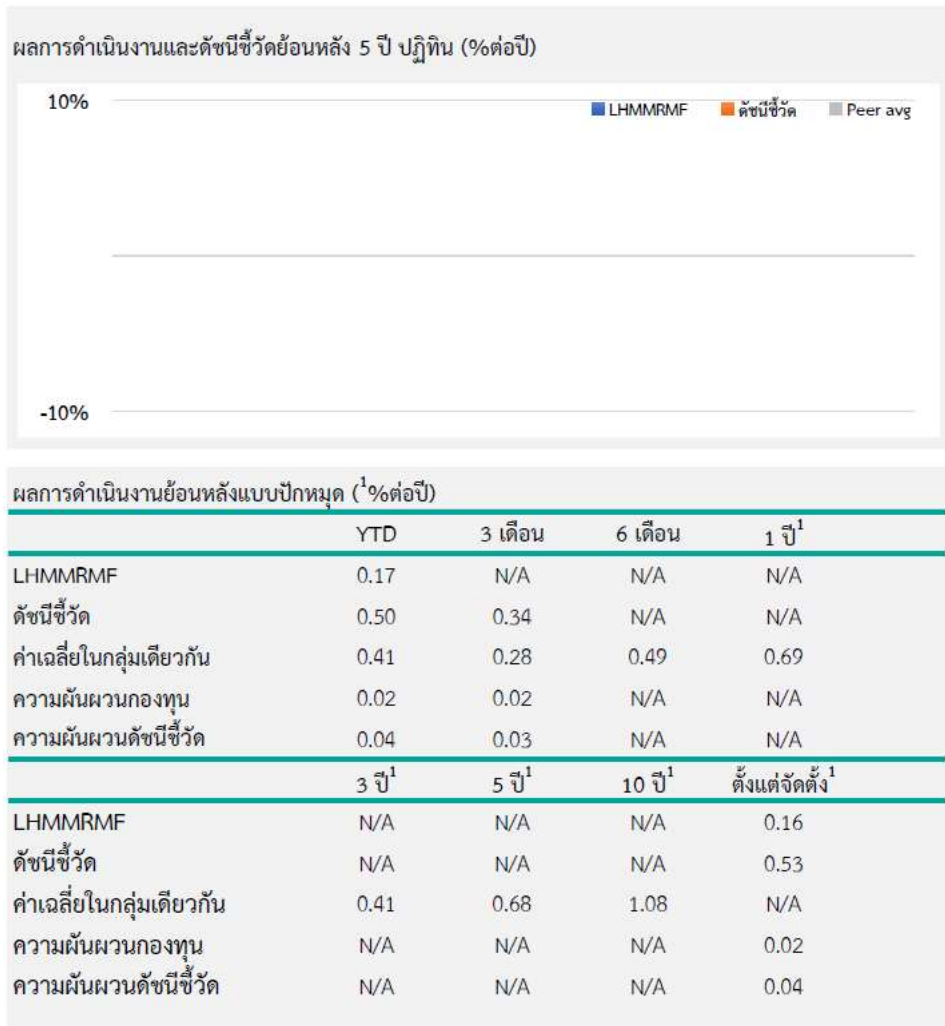 ผลการดำเนินงานและดัชนีชี้วัดย้อนหลัง 5 ปี ปฏิทิน (%ต่อปี)
10%
LHMMRMF ดัชนีชี้วัด Peer avg
-10%
ผลการดำเนินงานย้อนหลังแบบปักหมุด (¹%ต่อปี)
YTD 3 เดือน 6 เดือน 1 ปี¹
LHMMRMF 0.17 N/A N/A N/A
ดัชนีชี้วัด 0.50 0.34 N/A N/A
ค่าเฉลี่ยในกลุ่มเดียวกัน 0.41 0.28 0.49 0.69
ความผันผวนกองทุน 0.02 0.02 N/A N/A
ความผันผวนดัชนีชี้วัด 0.04 0.03 N/A N/A
3 ปี¹ 5 ปี¹ 10 ปี¹ ตั้งแต่จัดตั้ง¹
LHMMRMF N/A N/A N/A 0.16
ดัชนีชี้วัด N/A N/A N/A 0.53
ค่าเฉลี่ยในกลุ่มเดียวกัน 0.41 0.68 1.08 N/A
ความผันผวนกองทุน N/A N/A N/A 0.02
ความผันผวนดัชนีชี้วัด N/A N/A N/A 0.04